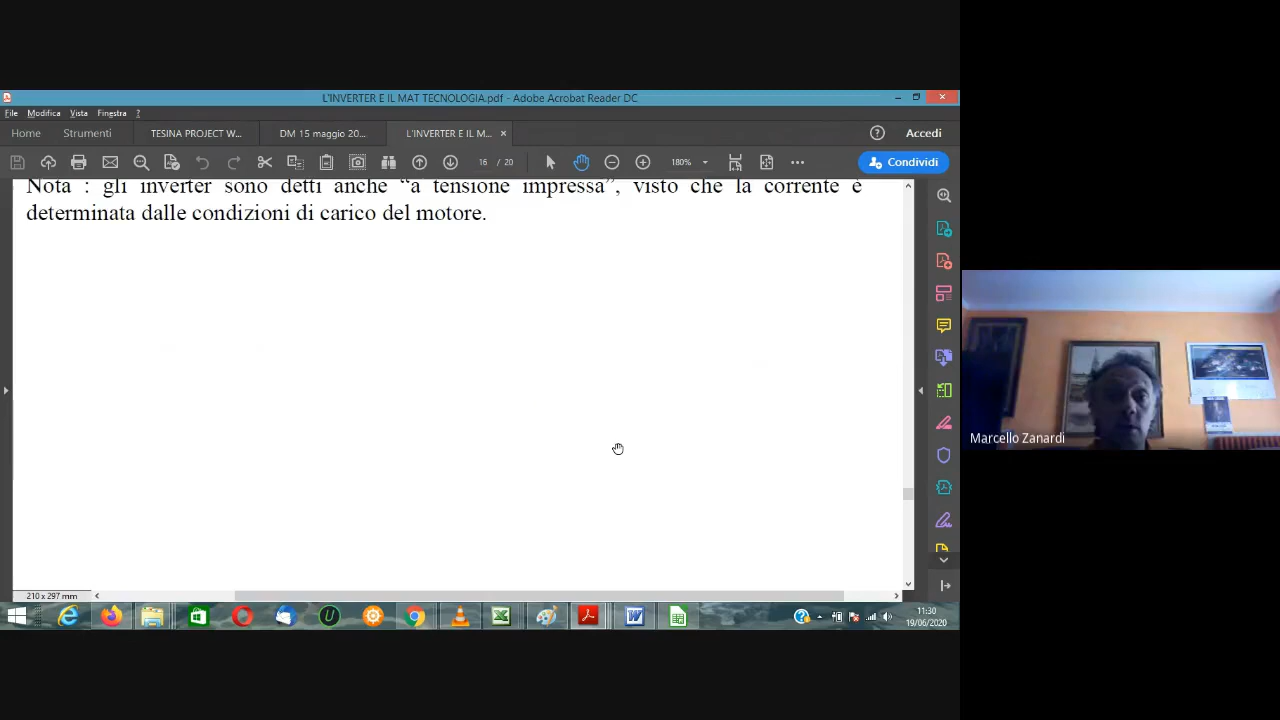 L'INVERTER E IL MAT TECNOLOGIA.pdf - Adobe Acrobat Reader DC
File Modifica Vista Finestra ?
Home Strumenti TESINA PROJECT W... DM 15 maggio 20... L'INVERTER E IL M... × Accedi
16 / 20 180% Condividi
Nota : gli inverter sono detti anche “a tensione impressa”, visto che la corrente è
determinata dalle condizioni di carico del motore.
Marcello Zanardi
210 x 297 mm
11:30
19/06/2020